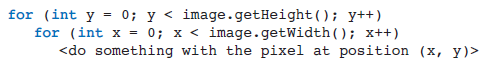 for (int y = 0; y < image.getHeight(); y++)
for (int x = 0; x < image.getWidth(); x++)
<do something with the pixel at position (x, y)>